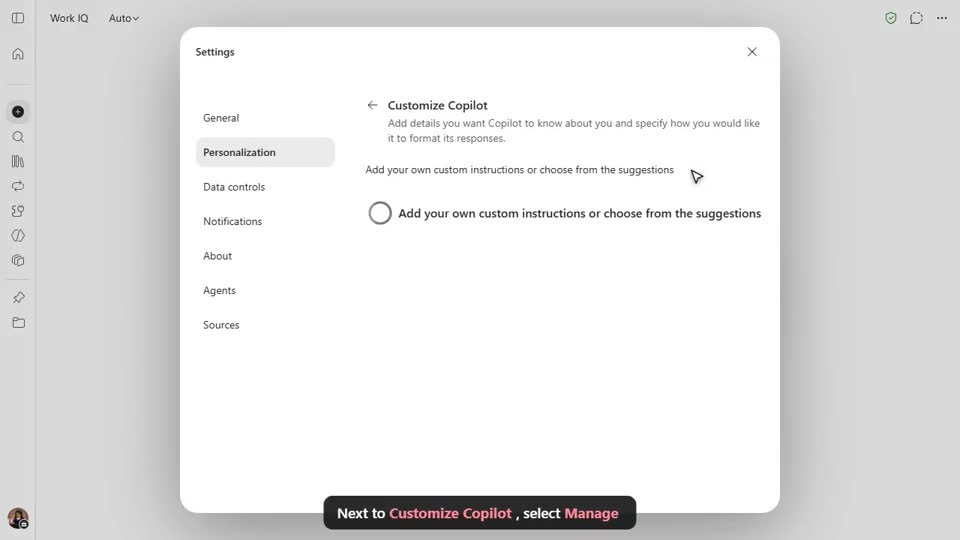 Work IQ
Auto
Settings
General
Personalization
Data controls
Notifications
About
Agents
Sources
Customize Copilot
Add details you want Copilot to know about you and specify how you would like
it to format its responses.
Add your own custom instructions or choose from the suggestions
Add your own custom instructions or choose from the suggestions
Next to Customize Copilot , select Manage